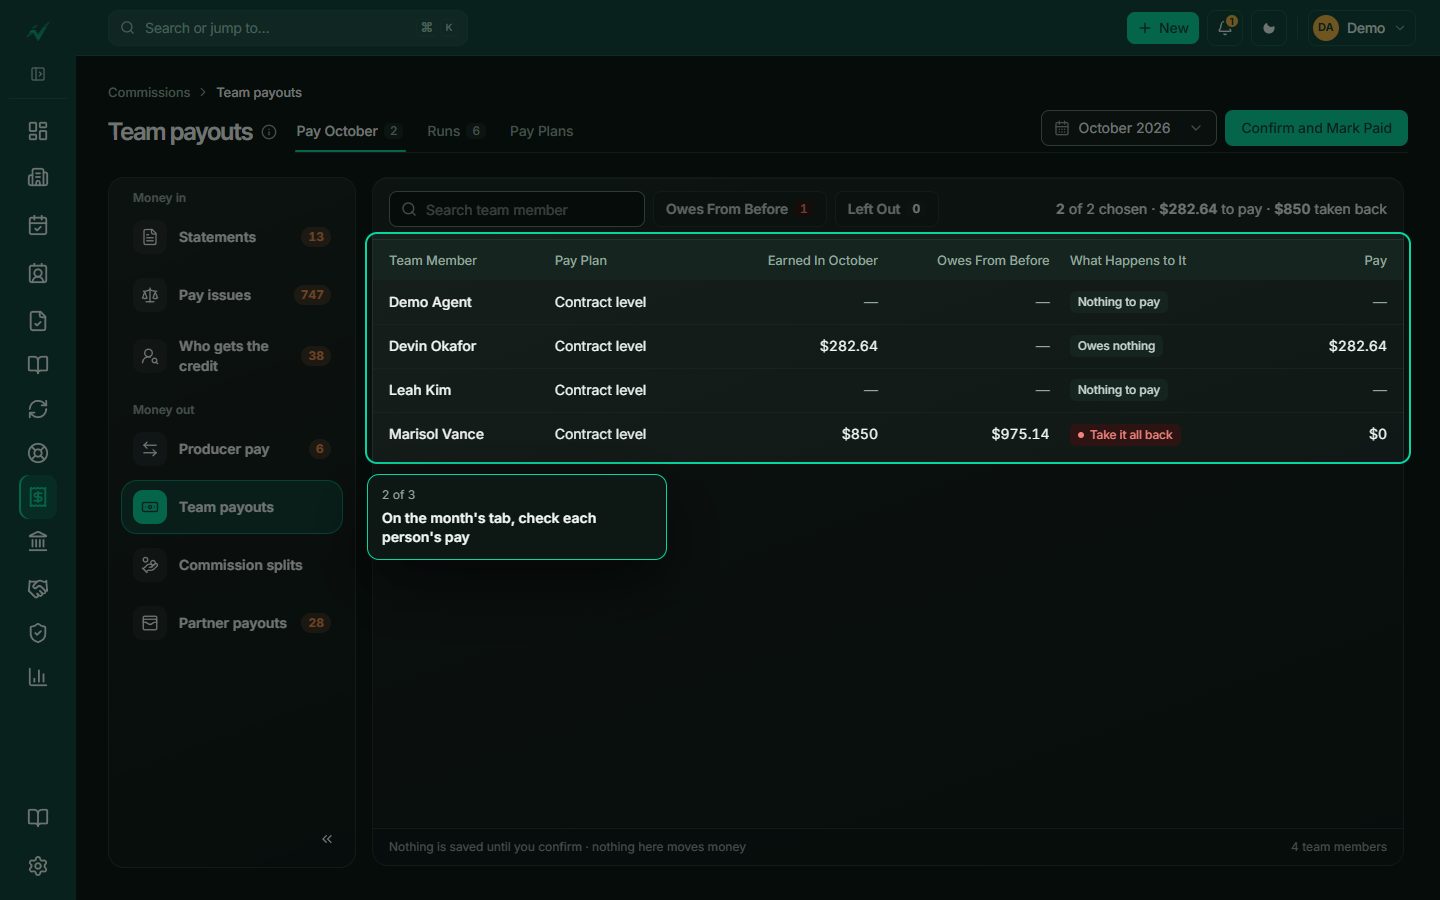 Search or jump to... ⌘ K
New
1
DA Demo
Commissions > Team payouts
Team payouts
Pay October 2
Runs 6
Pay Plans
October 2026
Confirm and Mark Paid
Money in
Statements 13
Pay issues 747
Who gets the
credit 38
Money out
Producer pay 6
Team payouts
Commission splits
Partner payouts 28
Search team member
Owes From Before 1
Left Out 0
2 of 2 chosen · $282.64 to pay · $850 taken back
Team Member Pay Plan Earned In October Owes From Before What Happens to It Pay
Demo Agent Contract level — — Nothing to pay —
Devin Okafor Contract level $282.64 — Owes nothing $282.64
Leah Kim Contract level — — Nothing to pay —
Marisol Vance Contract level $850 $975.14 Take it all back $0
2 of 3
On the month's tab, check each
person's pay
Nothing is saved until you confirm · nothing here moves money
4 team members